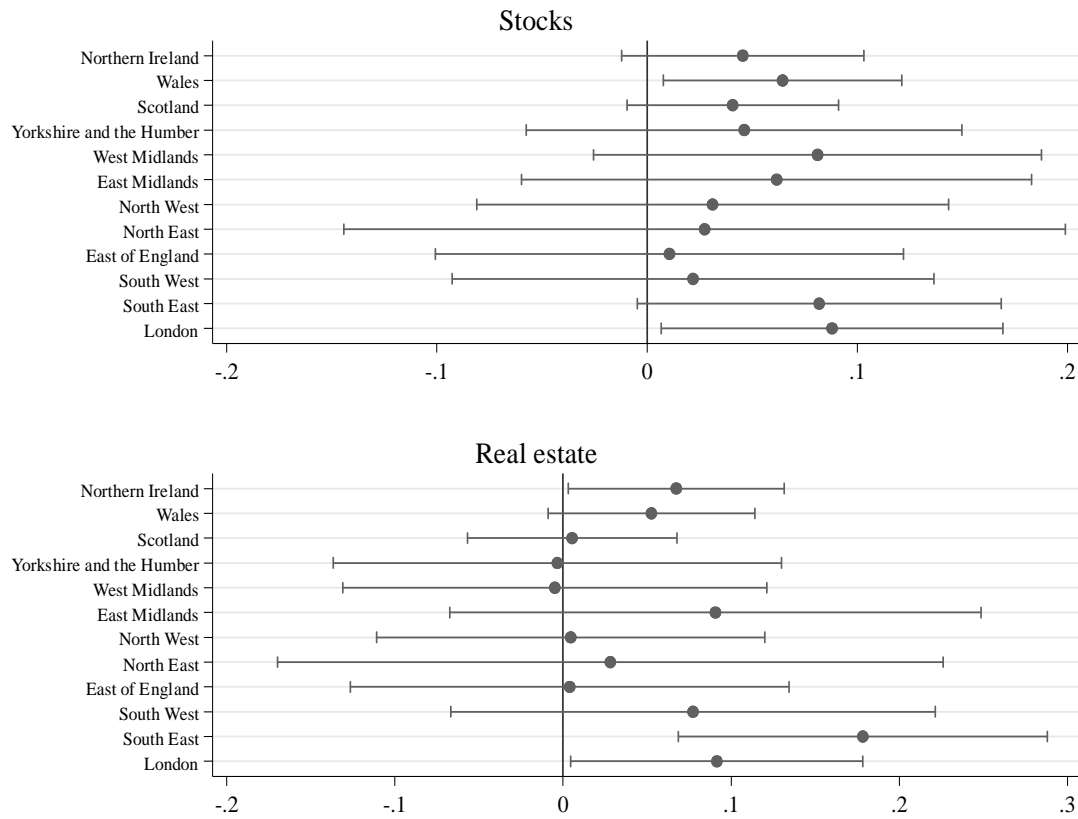 Stocks
Northern Ireland
Wales
Scotland
Yorkshire and the Humber
West Midlands
East Midlands
North West
North East
East of England
South West
South East
London
-.2 -.1 0 .1 .2
Real estate
Northern Ireland
Wales
Scotland
Yorkshire and the Humber
West Midlands
East Midlands
North West
North East
East of England
South West
South East
London
-.2 -.1 0 .1 .2 .3